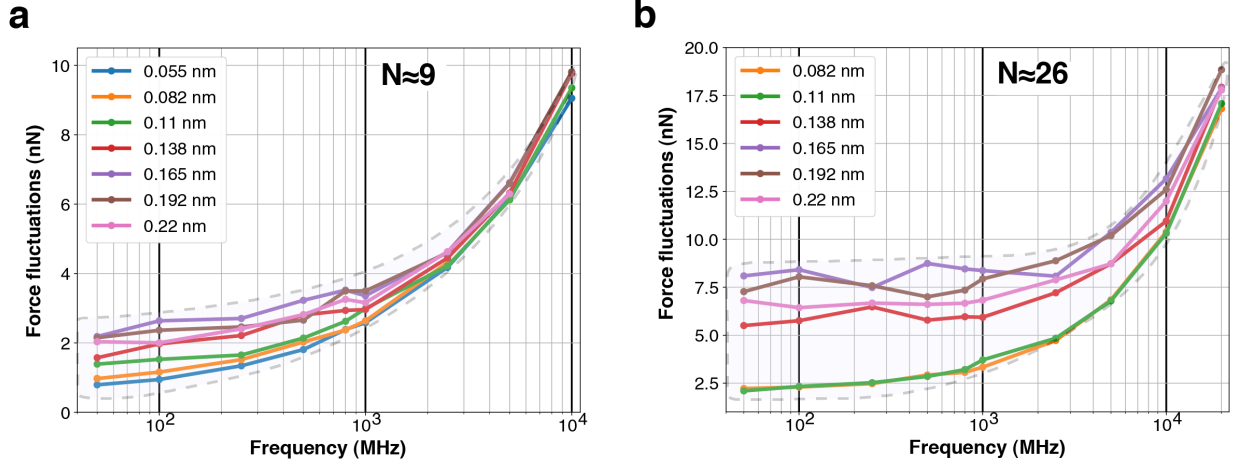 a
N≈9
0.055 nm
0.082 nm
0.11 nm
0.138 nm
0.165 nm
0.192 nm
0.22 nm
Force fluctuations (nN)
10
8
6
4
2
0
10²
10³
10⁴
Frequency (MHz)
b
N≈26
0.082 nm
0.11 nm
0.138 nm
0.165 nm
0.192 nm
0.22 nm
Force fluctuations (nN)
20.0
17.5
15.0
12.5
10.0
7.5
5.0
2.5
10²
10³
10⁴
Frequency (MHz)